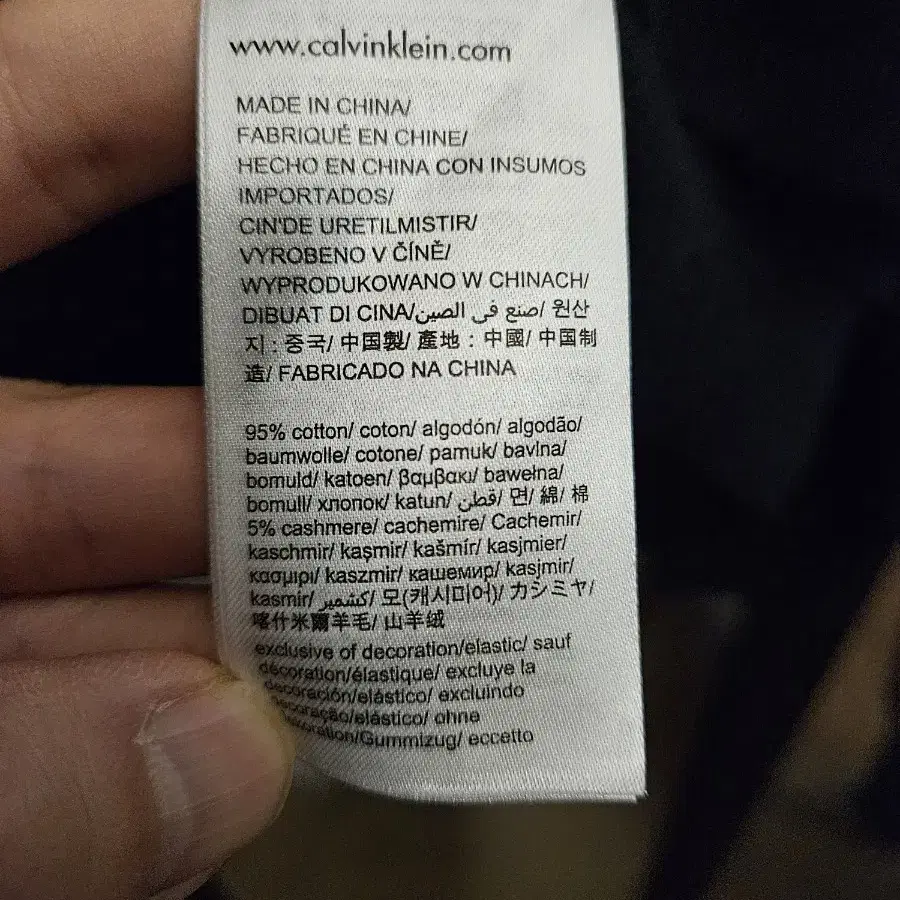 www.calvinklein.com
MADE IN CHINA/
FABRIQUÉ EN CHINE/
HECHO EN CHINA CON INSUMOS
IMPORTADOS/
CIN'DE URETILMISTIR/
VYROBENO V ČÍNĚ/
WYPRODUKOWANO W CHINACH/
DIBUAT DI CINA/صنع في الصين/ 원산
지 : 중국/ 中国製/ 產地 : 中國/ 中国制
造/ FABRICADO NA CHINA
95% cotton/ coton/ algodón/ algodão/
baumwolle/ cotone/ pamuk/ bavlna/
bomuld/ katoen/ βαμβακι/ bawełna/
bomull/ хлопок/ katun/ قطن/ 면/ 綿/ 棉
5% cashmere/ cachemire/ Cachemir/
kaschmir/ kaşmir/ kašmír/ kasjmier/
κασμιρι/ kaszmir/ кашемир/ kasjmir/
kasmir/ كشمير/ 모(캐시미어)/ カシミヤ/
喀什米爾羊毛/ 山羊绒
exclusive of decoration/elastic/ sauf
décoration/élastique/ excluye la
decoración/elástico/ excluindo
decoração/elástico/ ohne
/Gummizug/ eccetto